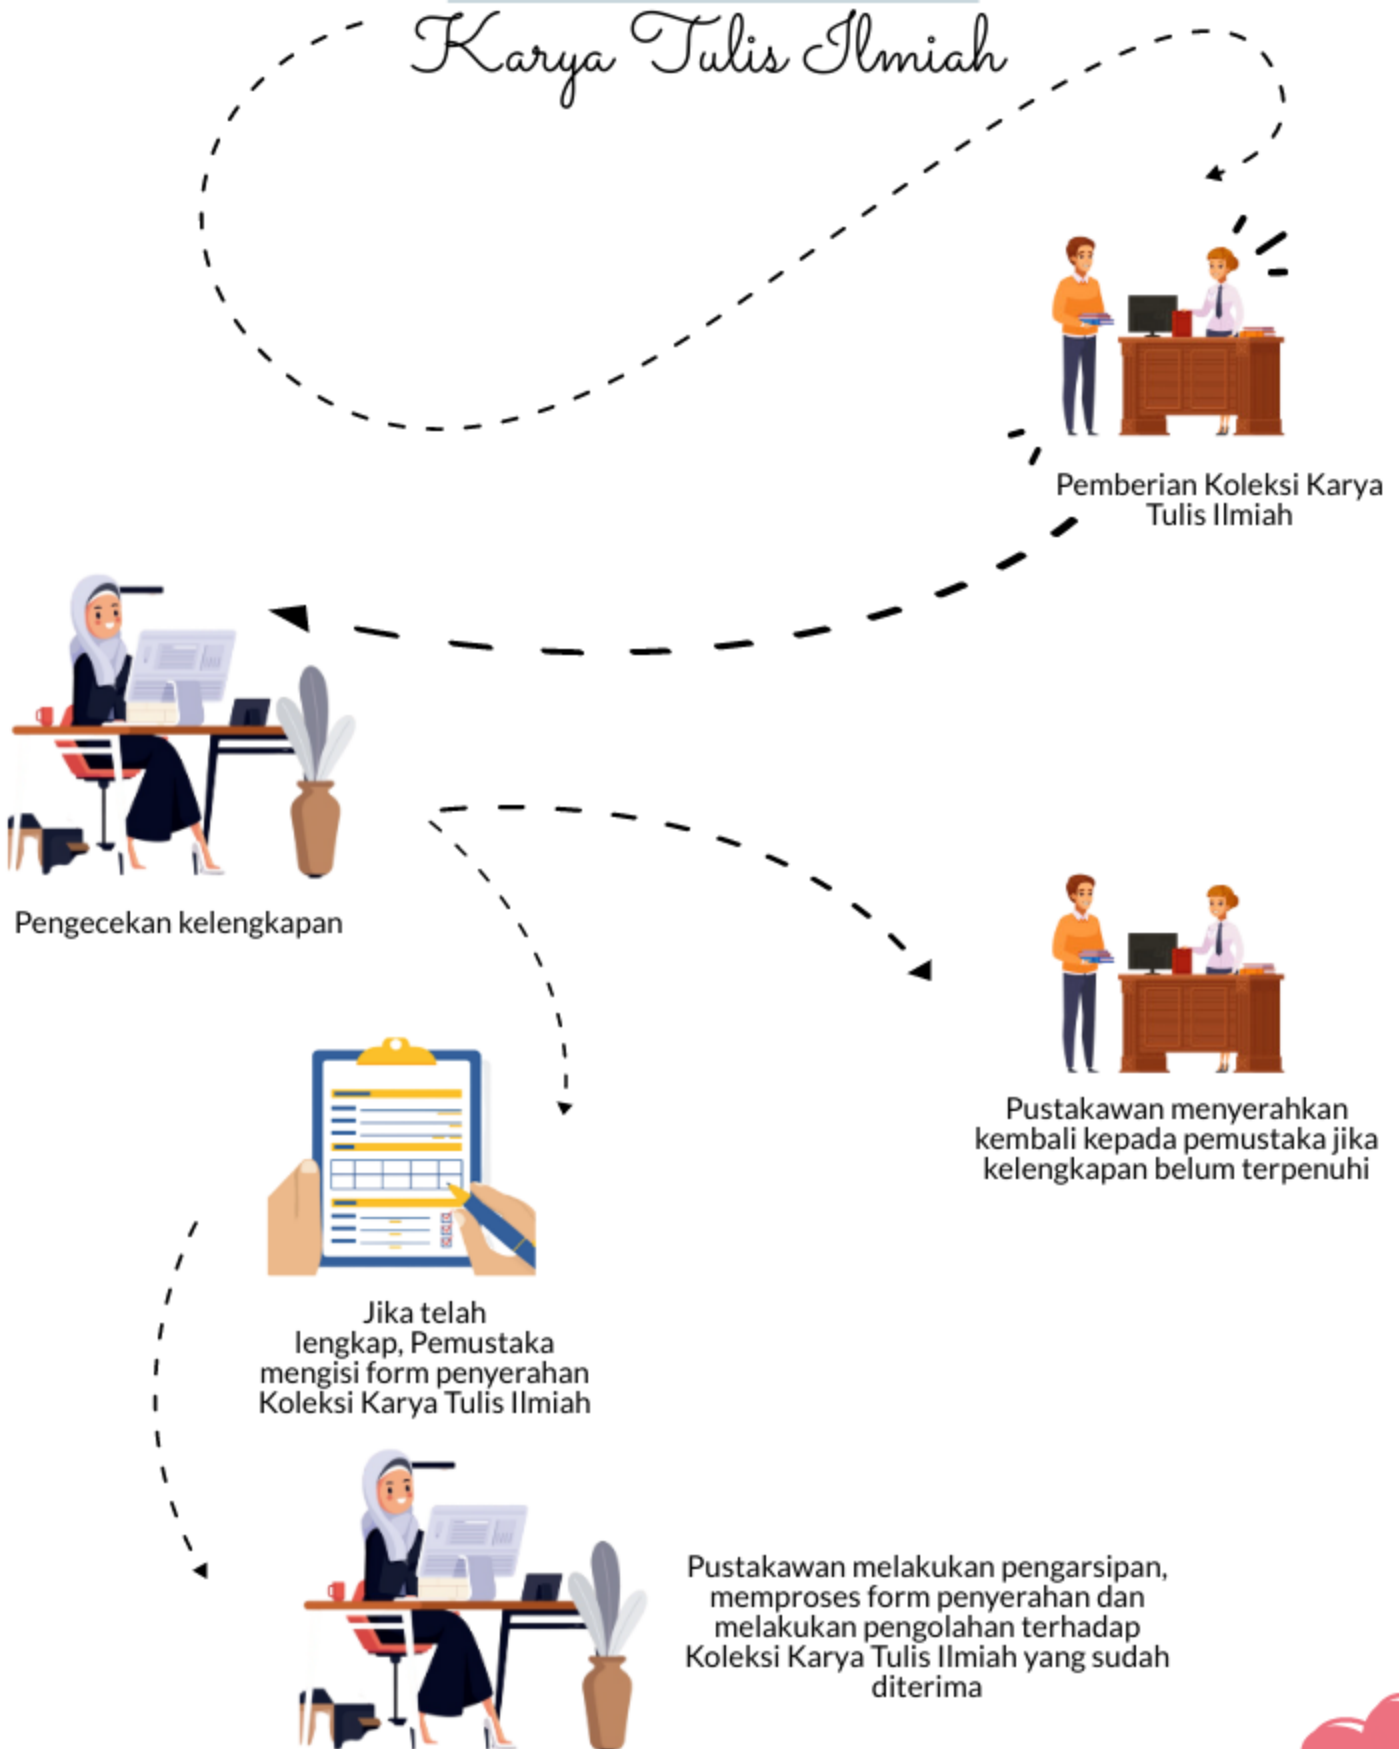 Karya Tulis Ilmiah
Pemberian Koleksi Karya
Tulis Ilmiah
Pengecekan kelengkapan
Pustakawan menyerahkan
kembali kepada pemustaka jika
kelengkapan belum terpenuhi
Jika telah
lengkap, Pemustaka
mengisi form penyerahan
Koleksi Karya Tulis Ilmiah
Pustakawan melakukan pengarsipan,
memproses form penyerahan dan
melakukan pengolahan terhadap
Koleksi Karya Tulis Ilmiah yang sudah
diterima